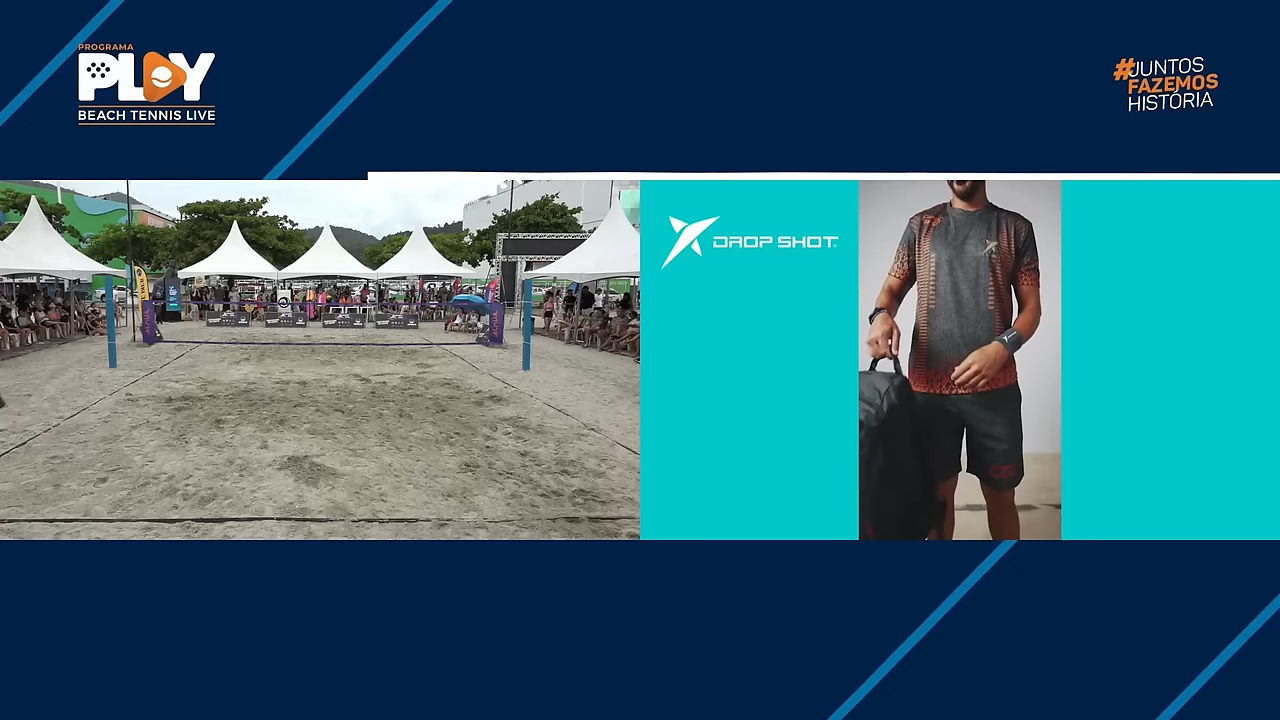 PROGRAMA
PLAY
BEACH TENNIS LIVE
#JUNTOS
FAZEMOS
HISTÓRIA
DROP SHOT